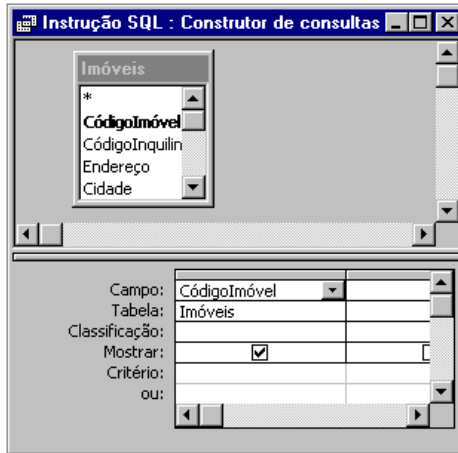 Instrução SQL : Construtor de consultas
Imóveis
*
CódigoImóvel
CódigoInquilin
Endereço
Cidade
Campo: CódigoImóvel
Tabela: Imóveis
Classificação:
Mostrar:
Critério:
ou: